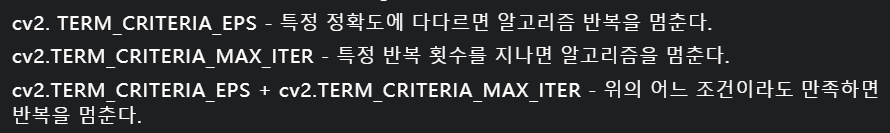 cv2. TERM_CRITERIA_EPS - 특정 정확도에 다다르면 알고리즘 반복을 멈춘다.
cv2.TERM_CRITERIA_MAX_ITER - 특정 반복 횟수를 지나면 알고리즘을 멈춘다.
cv2.TERM_CRITERIA_EPS + cv2.TERM_CRITERIA_MAX_ITER - 위의 어느 조건이라도 만족하면
반복을 멈춘다.